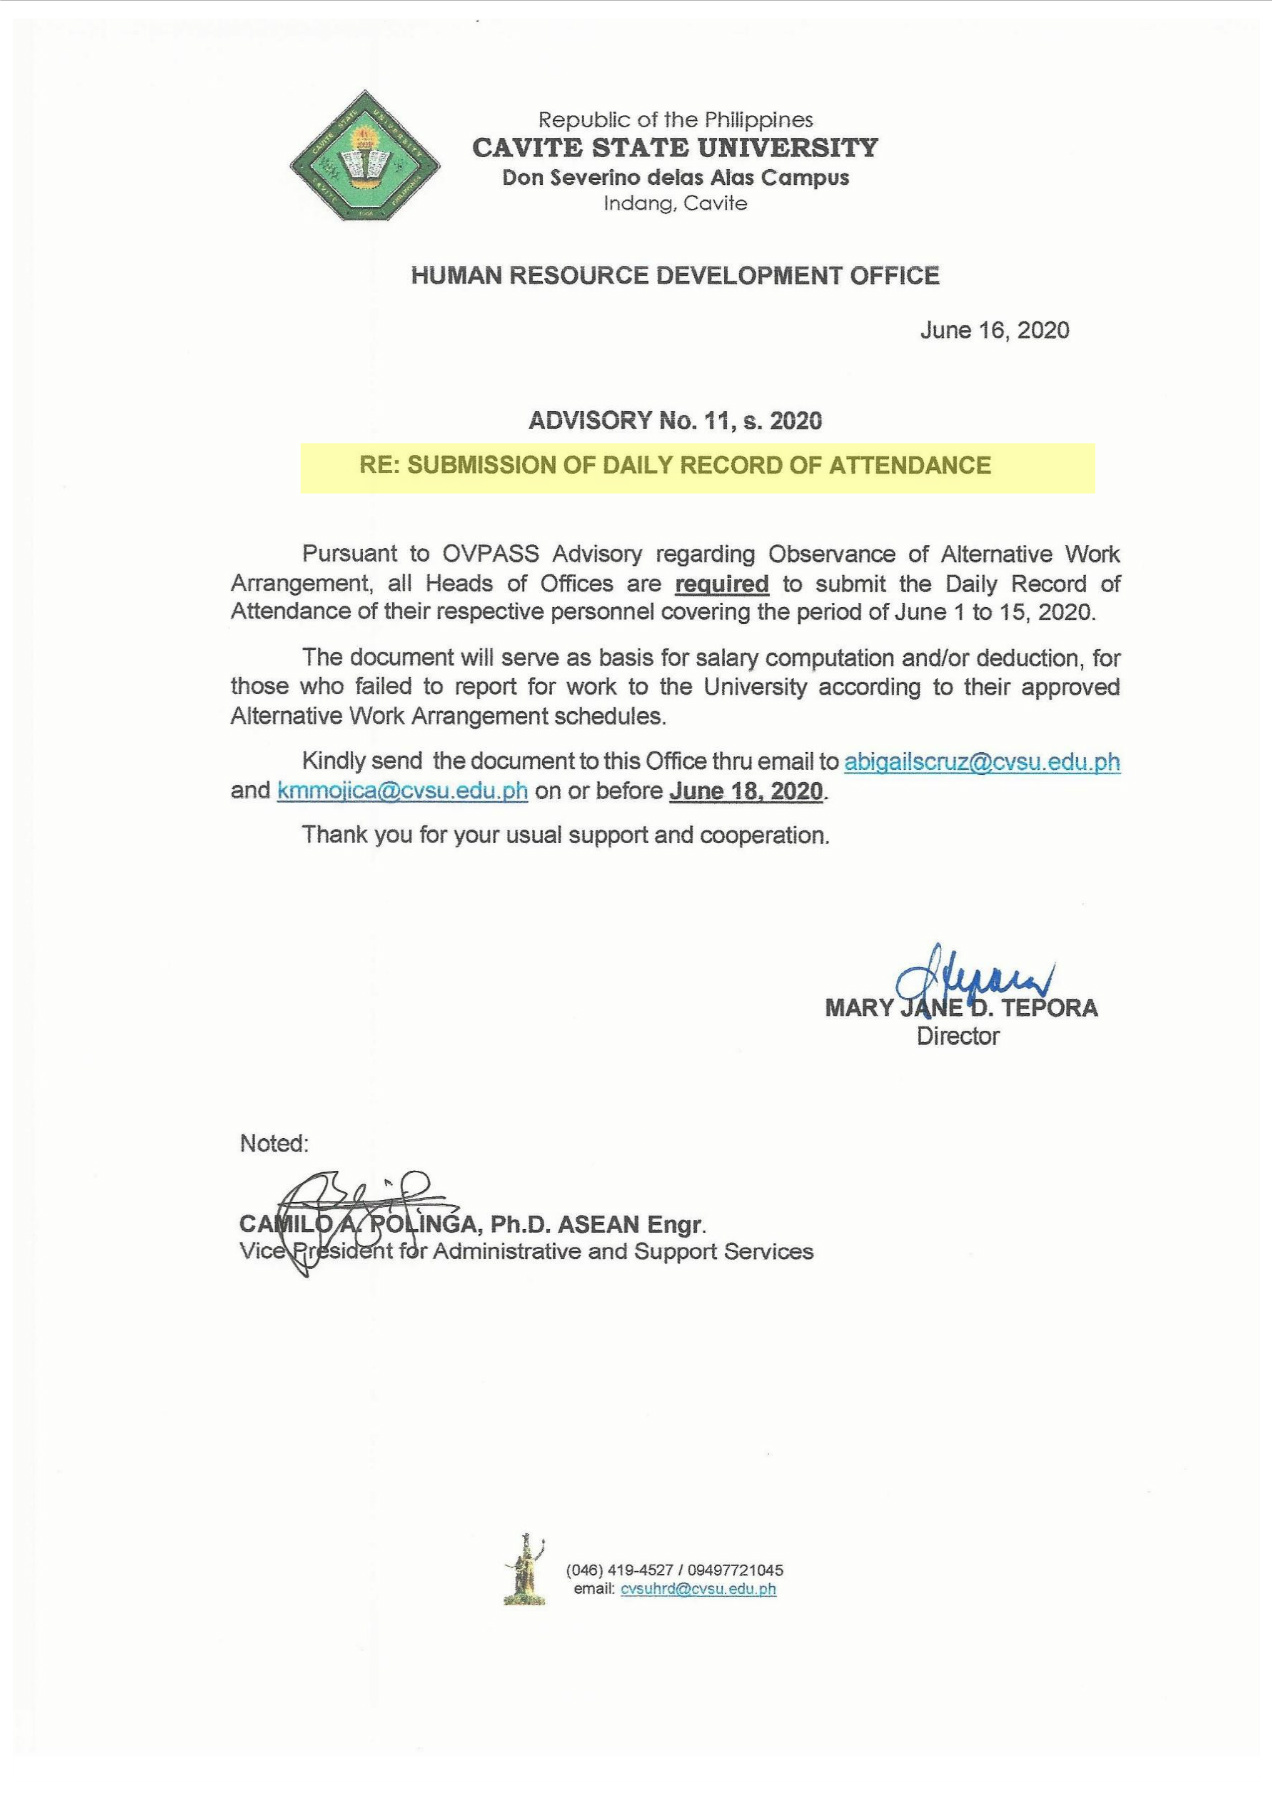 Republic of the Philippines
CAVITE STATE UNIVERSITY
Don Severino delas Alas Campus
Indang, Cavite
HUMAN RESOURCE DEVELOPMENT OFFICE
June 16, 2020
ADVISORY No. 11, s. 2020
RE: SUBMISSION OF DAILY RECORD OF ATTENDANCE
Pursuant to OVPASS Advisory regarding Observance of Alternative Work
Arrangement, all Heads of Offices are required to submit the Daily Record of
Attendance of their respective personnel covering the period of June 1 to 15, 2020.
The document will serve as basis for salary computation and/or deduction, for
those who failed to report for work to the University according to their approved
Alternative Work Arrangement schedules.
Kindly send the document to this Office thru email to abigailscruz@cvsu.edu.ph
and kmmojica@cvsu.edu.ph on or before June 18, 2020.
Thank you for your usual support and cooperation.
MARY JANE D. TEPORA
Director
Noted:
CAMILO A. POLINGA, Ph.D. ASEAN Engr.
Vice President for Administrative and Support Services
(046) 419-4527 / 09497721045
email: cvsuhrd@cvsu.edu.ph